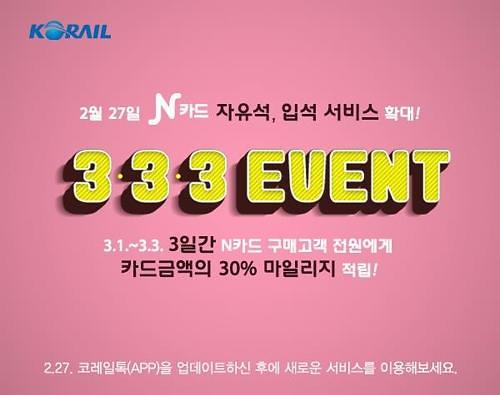 KORAIL
2월 27일 N카드 자유석, 입석 서비스 확대!
3·3·3 EVENT
3.1.~3.3. 3일간 N카드 구매고객 전원에게
카드금액의 30% 마일리지 적립!
2.27. 코레일톡(APP)을 업데이트하신 후에 새로운 서비스를 이용해보세요.